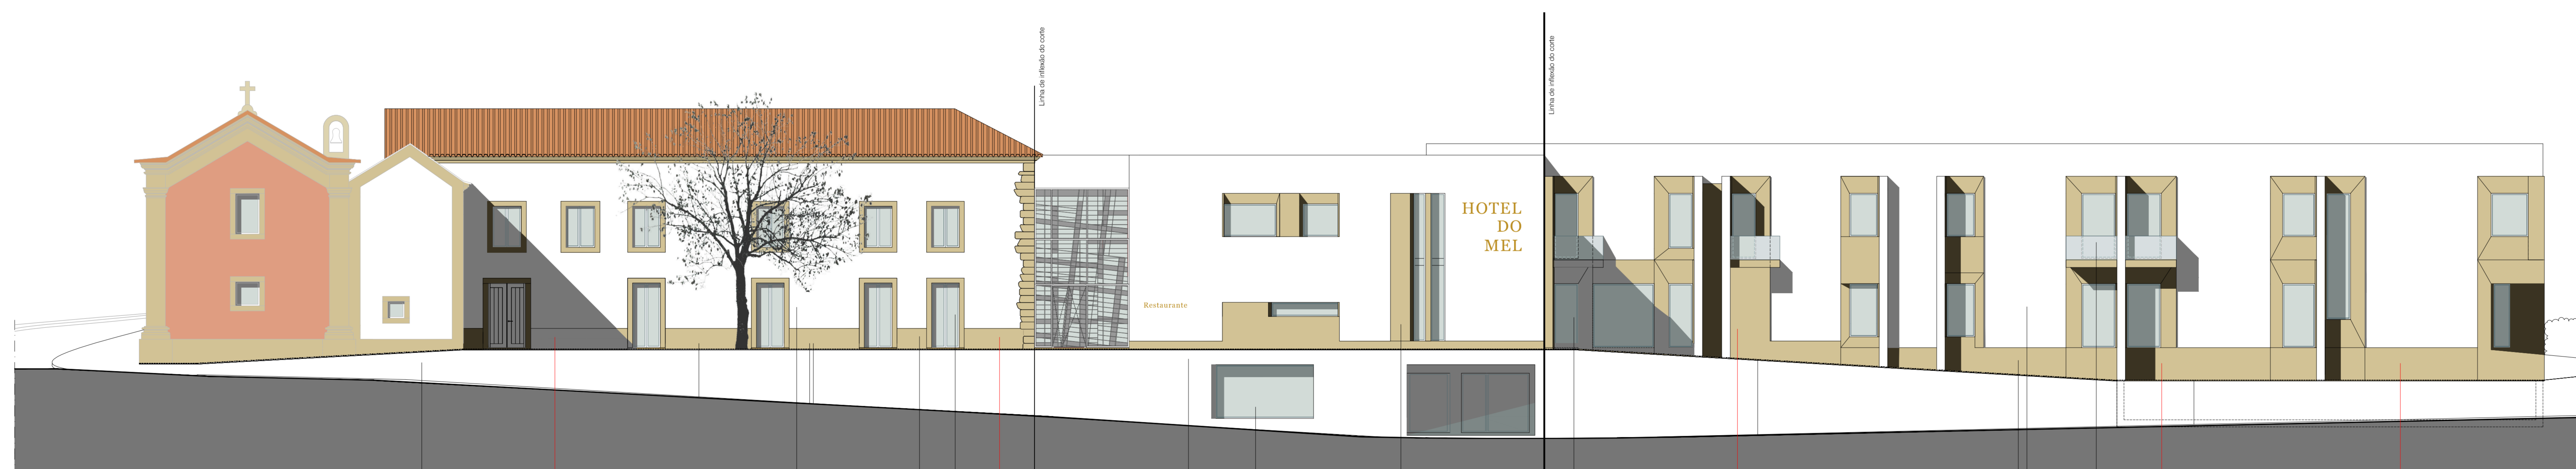 Linha de inflexão do corte
Linha de inflexão do corte
HOTEL
DO
MEL
Restaurante